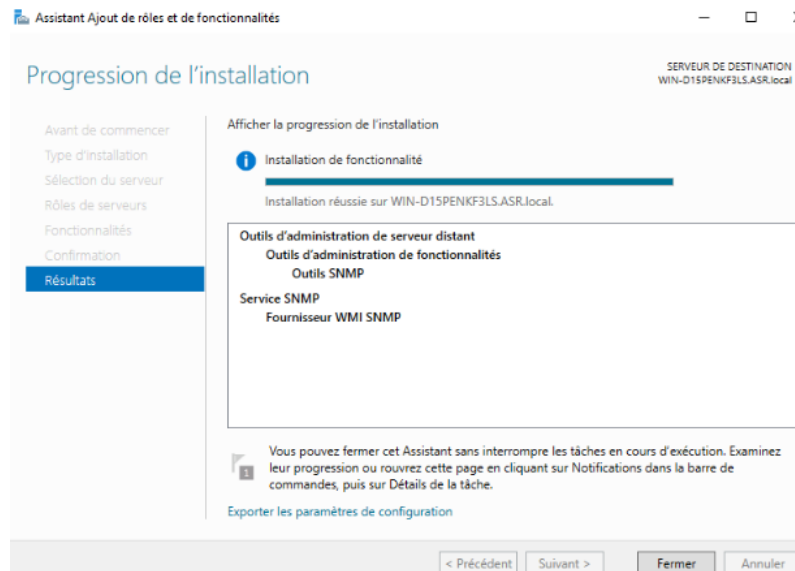 Assistant Ajout de rôles et de fonctionnalités
Progression de l'installation
SERVEUR DE DESTINATION
WIN-D15PENKF3LS.ASR.local
Avant de commencer
Type d'installation
Sélection du serveur
Rôles de serveurs
Fonctionnalités
Confirmation
Résultats
Afficher la progression de l'installation
Installation de fonctionnalité
Installation réussie sur WIN-D15PENKF3LS.ASR.local.
Outils d'administration de serveur distant
Outils d'administration de fonctionnalités
Outils SNMP
Service SNMP
Fournisseur WMI SNMP
1
Vous pouvez fermer cet Assistant sans interrompre les tâches en cours d'exécution. Examinez
leur progression ou rouvrez cette page en cliquant sur Notifications dans la barre de
commandes, puis sur Détails de la tâche.
Exporter les paramètres de configuration
< Précédent Suivant > Fermer Annuler